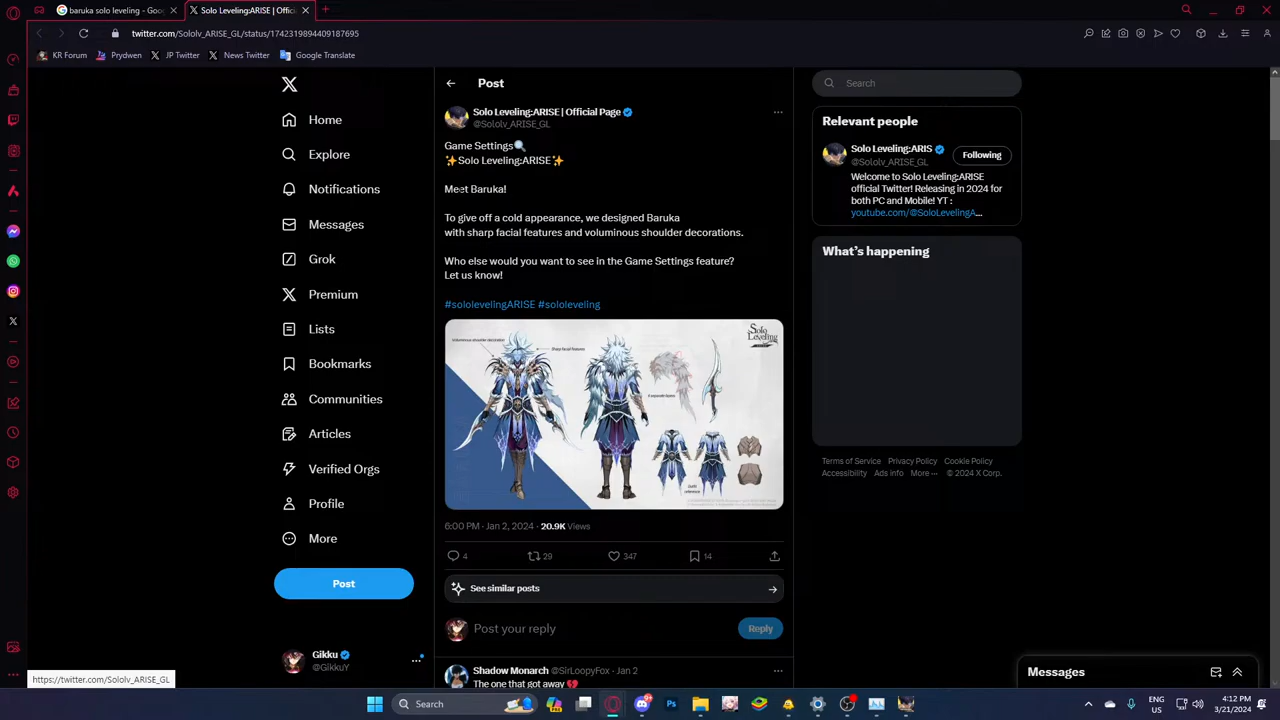 baruka solo leveling - Goo
Solo Leveling:ARISE | Offici
twitter.com/Sololv_ARISE_GL/status/1742319894409187695
KR Forum
Prydwen
JP Twitter
News Twitter
Google Translate
Home
Explore
Notifications
Messages
Grok
Premium
Lists
Bookmarks
Communities
Articles
Verified Orgs
Profile
More
Post
Gikku
@GikkuY
https://twitter.com/Sololv_ARISE_GL
Post
Solo Leveling:ARISE | Official Page
@Sololv_ARISE_GL
Game Settings🔍
✨Solo Leveling:ARISE✨
Meet Baruka!
To give off a cold appearance, we designed Baruka
with sharp facial features and voluminous shoulder decorations.
Who else would you want to see in the Game Settings feature?
Let us know!
#sololevelingARISE #sololeveling
Voluminous shoulder decoration
Sharp facial features
Solo
Leveling
Outfit
reference
6:00 PM · Jan 2, 2024 · 20.9K Views
4
29
347
14
See similar posts
Post your reply
Reply
Shadow Monarch @SirLoopyFox · Jan 2
The one that got away 💔
Search
Relevant people
Solo Leveling:ARIS
@Sololv_ARISE_GL
Following
Welcome to Solo Leveling:ARISE
official Twitter! Releasing in 2024 for
both PC and Mobile! YT :
youtube.com/@SoloLevelingA...
What's happening
Terms of Service Privacy Policy Cookie Policy
Accessibility Ads info More ··· © 2024 X Corp.
Messages
Search
ENG
US
4:12 PM
3/21/2024